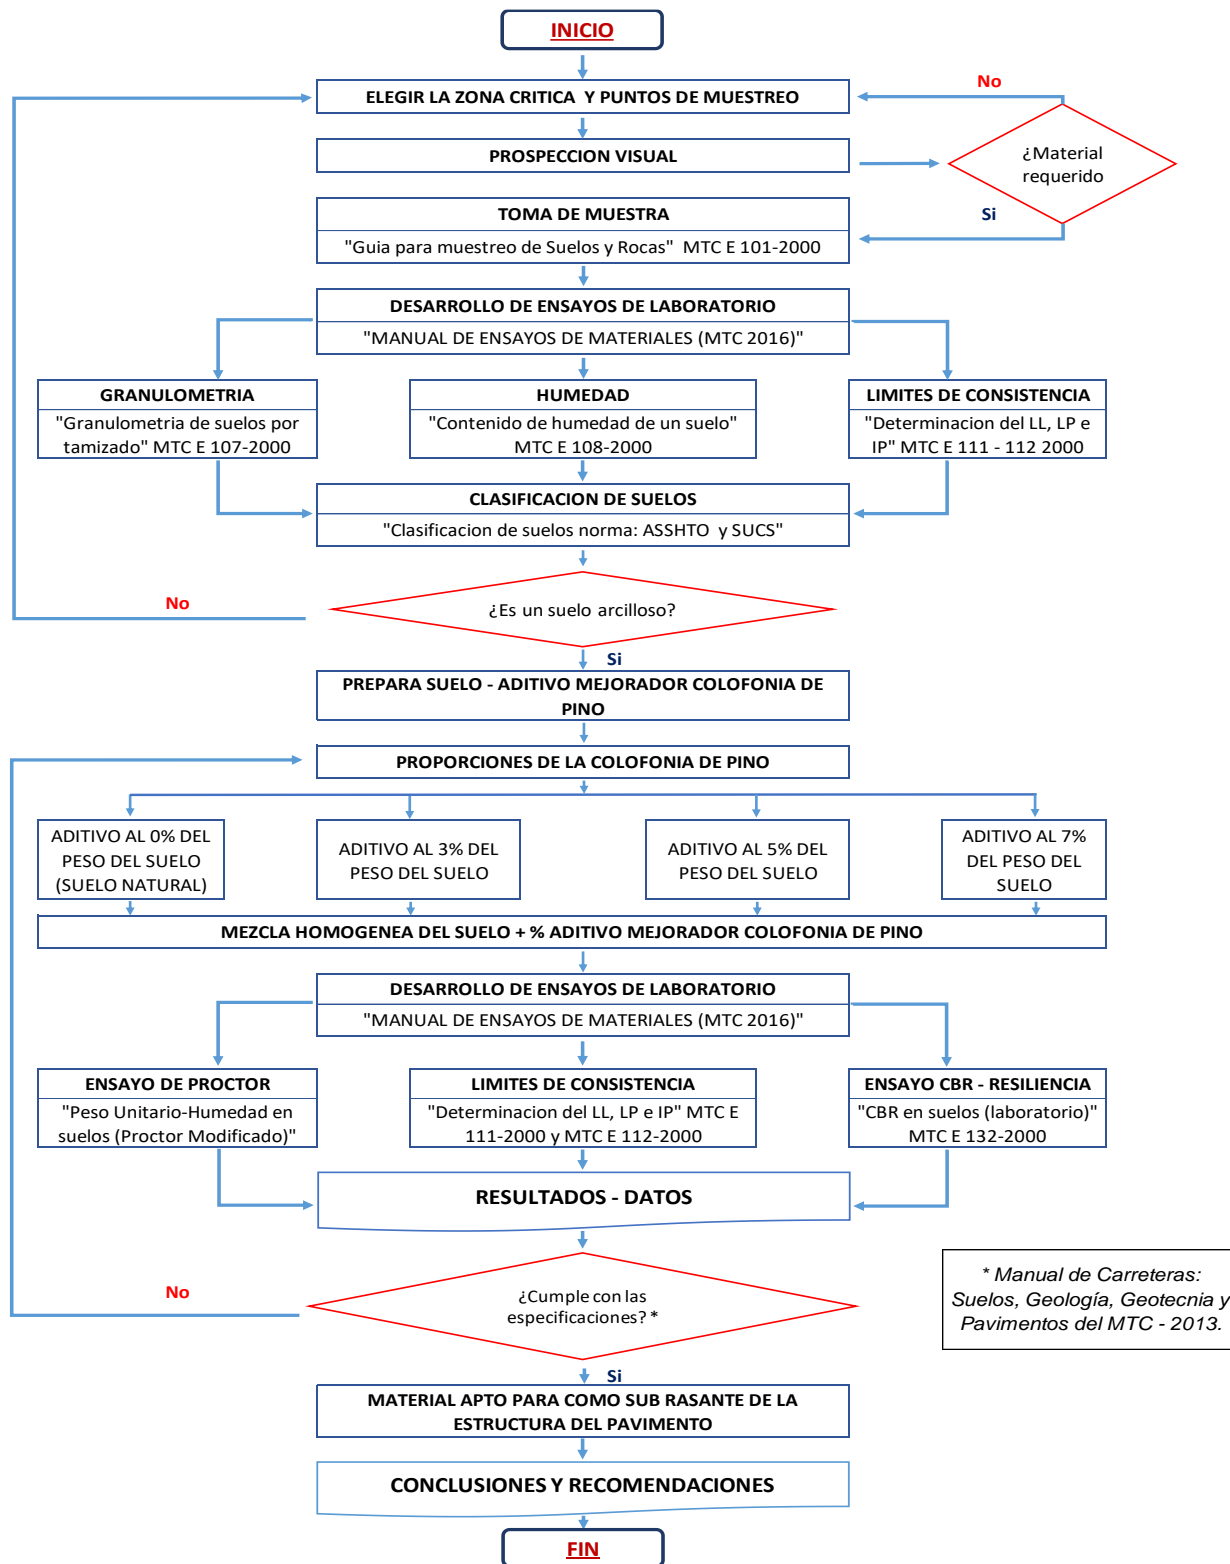 INICIO
ELEGIR LA ZONA CRITICA Y PUNTOS DE MUESTREO
No
PROSPECCION VISUAL
¿Material
requerido
Si
TOMA DE MUESTRA
"Guia para muestreo de Suelos y Rocas" MTC E 101-2000
DESARROLLO DE ENSAYOS DE LABORATORIO
"MANUAL DE ENSAYOS DE MATERIALES (MTC 2016)"
GRANULOMETRIA
"Granulometria de suelos por
tamizado" MTC E 107-2000
HUMEDAD
"Contenido de humedad de un suelo"
MTC E 108-2000
LIMITES DE CONSISTENCIA
"Determinacion del LL, LP e
IP" MTC E 111 - 112 2000
CLASIFICACION DE SUELOS
"Clasificacion de suelos norma: ASSHTO y SUCS"
No
¿Es un suelo arcilloso?
Si
PREPARA SUELO - ADITIVO MEJORADOR COLOFONIA DE
PINO
PROPORCIONES DE LA COLOFONIA DE PINO
ADITIVO AL 0% DEL
PESO DEL SUELO
(SUELO NATURAL)
ADITIVO AL 3% DEL
PESO DEL SUELO
ADITIVO AL 5% DEL
PESO DEL SUELO
ADITIVO AL 7%
DEL PESO DEL
SUELO
MEZCLA HOMOGENEA DEL SUELO + % ADITIVO MEJORADOR COLOFONIA DE PINO
DESARROLLO DE ENSAYOS DE LABORATORIO
"MANUAL DE ENSAYOS DE MATERIALES (MTC 2016)"
ENSAYO DE PROCTOR
"Peso Unitario-Humedad en
suelos (Proctor Modificado)"
LIMITES DE CONSISTENCIA
"Determinacion del LL, LP e IP" MTC E
111-2000 y MTC E 112-2000
ENSAYO CBR - RESILIENCIA
"CBR en suelos (laboratorio)"
MTC E 132-2000
RESULTADOS - DATOS
No
¿Cumple con las
especificaciones? *
* Manual de Carreteras:
Suelos, Geología, Geotecnia y
Pavimentos del MTC - 2013.
Si
MATERIAL APTO PARA COMO SUB RASANTE DE LA
ESTRUCTURA DEL PAVIMENTO
CONCLUSIONES Y RECOMENDACIONES
FIN